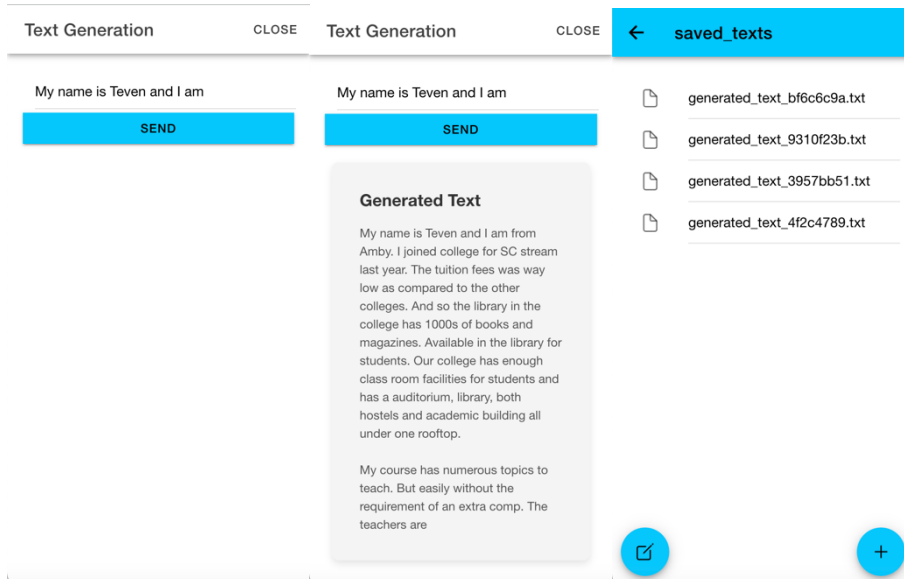 Text Generation
CLOSE
My name is Teven and I am
SEND
Text Generation
CLOSE
My name is Teven and I am
SEND
Generated Text
My name is Teven and I am from
Amby. I joined college for SC stream
last year. The tuition fees was way
low as compared to the other
colleges. And so the library in the
college has 1000s of books and
magazines. Available in the library for
students. Our college has enough
class room facilities for students and
has a auditorium, library, both
hostels and academic building all
under one rooftop.
My course has numerous topics to
teach. But easily without the
requirement of an extra comp. The
teachers are
saved_texts
generated_text_bf6c6c9a.txt
generated_text_9310f23b.txt
generated_text_3957bb51.txt
generated_text_4f2c4789.txt